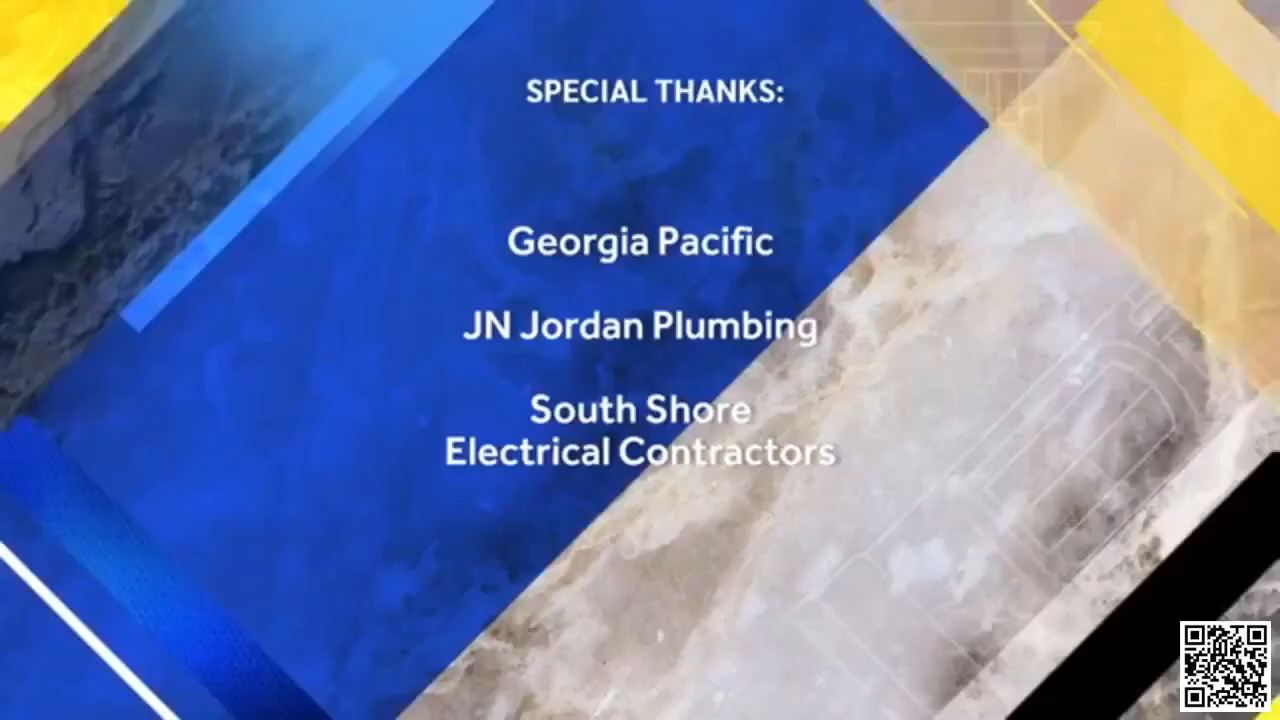 SPECIAL THANKS:
Georgia Pacific
JN Jordan Plumbing
South Shore
Electrical Contractors